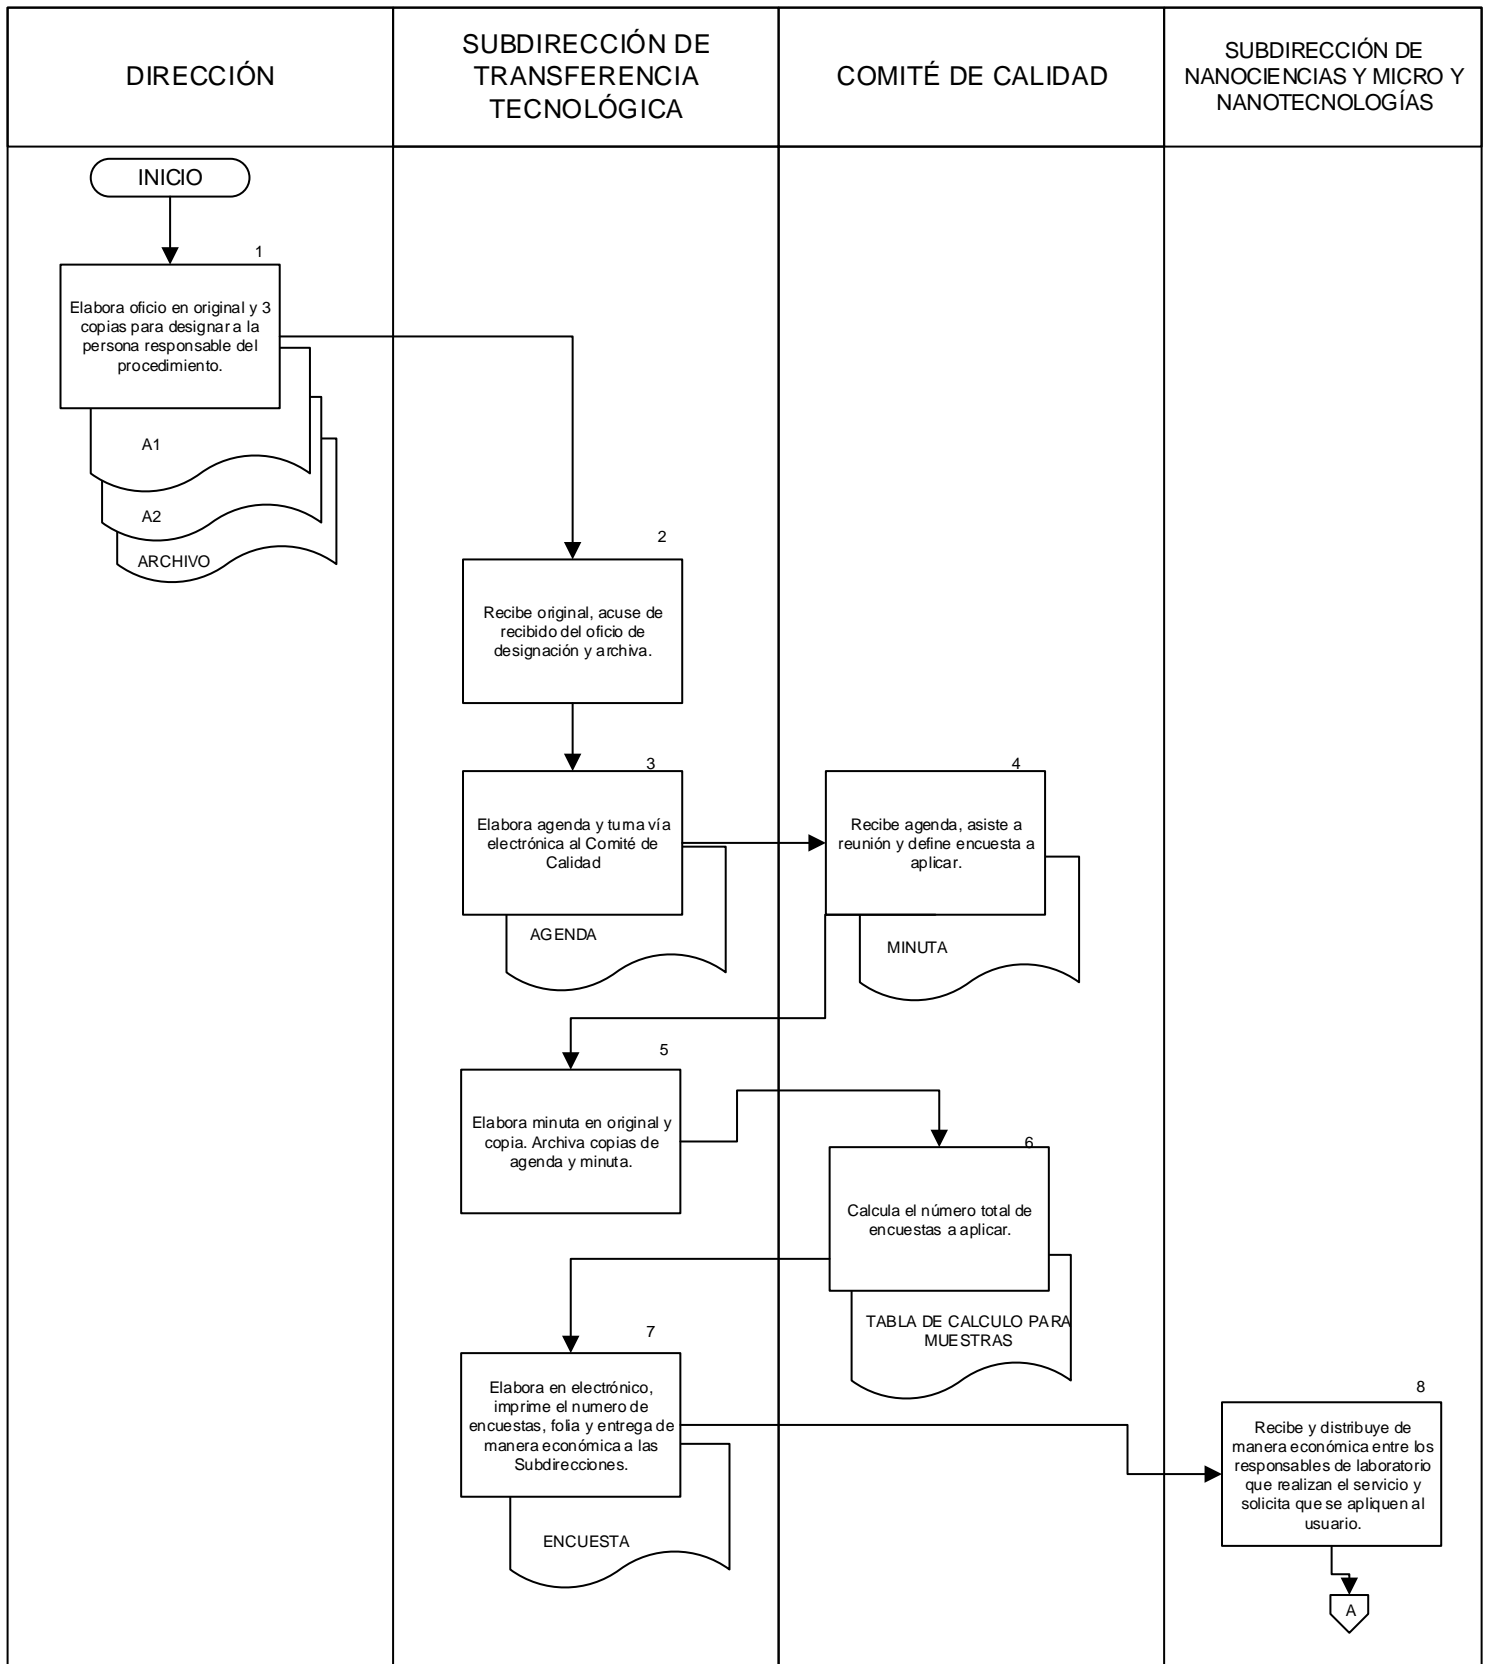 DIRECCIÓN
SUBDIRECCIÓN DE
TRANSFERENCIA
TECNOLÓGICA
COMITÉ DE CALIDAD
SUBDIRECCIÓN DE
NANOCIENCIAS Y MICRO Y
NANOTECNOLOGÍAS
INICIO
1
Elabora oficio en original y 3
copias para designar a la
persona responsable del
procedimiento.
A1
A2
ARCHIVO
2
Recibe original, acuse de
recibido del oficio de
designación y archiva.
3
Elabora agenda y turna vía
electrónica al Comité de
Calidad
AGENDA
4
Recibe agenda, asiste a
reunión y define encuesta a
aplicar.
MINUTA
5
Elabora minuta en original y
copia. Archiva copias de
agenda y minuta.
6
Calcula el número total de
encuestas a aplicar.
TABLA DE CALCULO PARA
MUESTRAS
7
Elabora en electrónico,
imprime el numero de
encuestas, folia y entrega de
manera económica a las
Subdirecciones.
ENCUESTA
8
Recibe y distribuye de
manera económica entre los
responsables de laboratorio
que realizan el servicio y
solicita que se apliquen al
usuario.
A